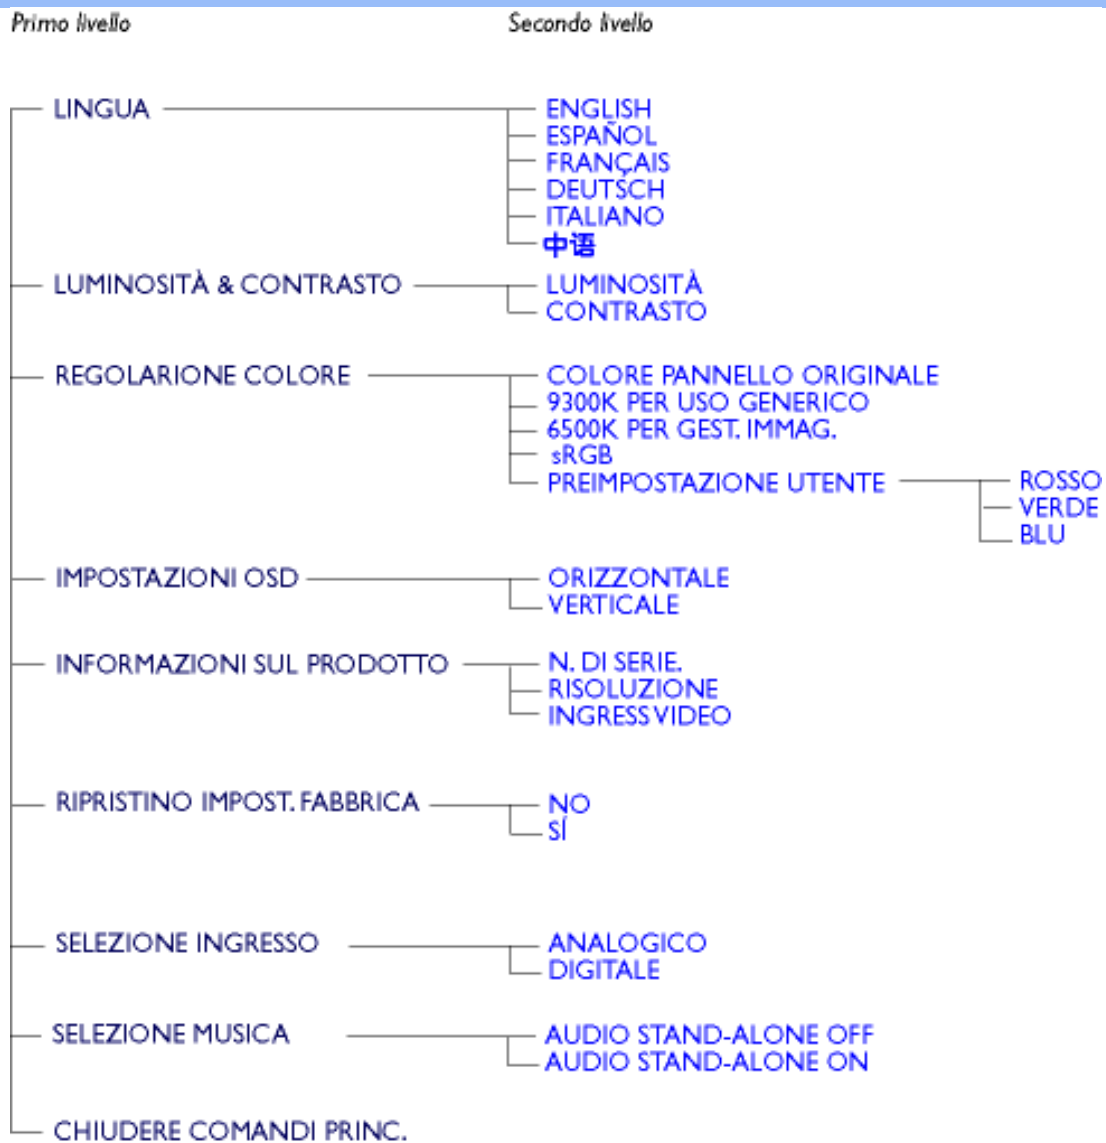 Primo livello Secondo livello
LINGUA ENGLISH
ESPAÑOL
FRANÇAIS
DEUTSCH
ITALIANO
中语
LUMINOSITÀ & CONTRASTO LUMINOSITÀ
CONTRASTO
REGOLARIONE COLORE COLORE PANNELLO ORIGINALE
9300K PER USO GENERICO
6500K PER GEST. IMMAG.
sRGB
PREIMPOSTAZIONE UTENTE ROSSO
VERDE
BLU
IMPOSTAZIONI OSD ORIZZONTALE
VERTICALE
INFORMAZIONI SUL PRODOTTO N. DI SERIE.
RISOLUZIONE
INGRESS VIDEO
RIPRISTINO IMPOST. FABBRICA NO
SÍ
SELEZIONE INGRESSO ANALOGICO
DIGITALE
SELEZIONE MUSICA AUDIO STAND-ALONE OFF
AUDIO STAND-ALONE ON
CHIUDERE COMANDI PRINC.